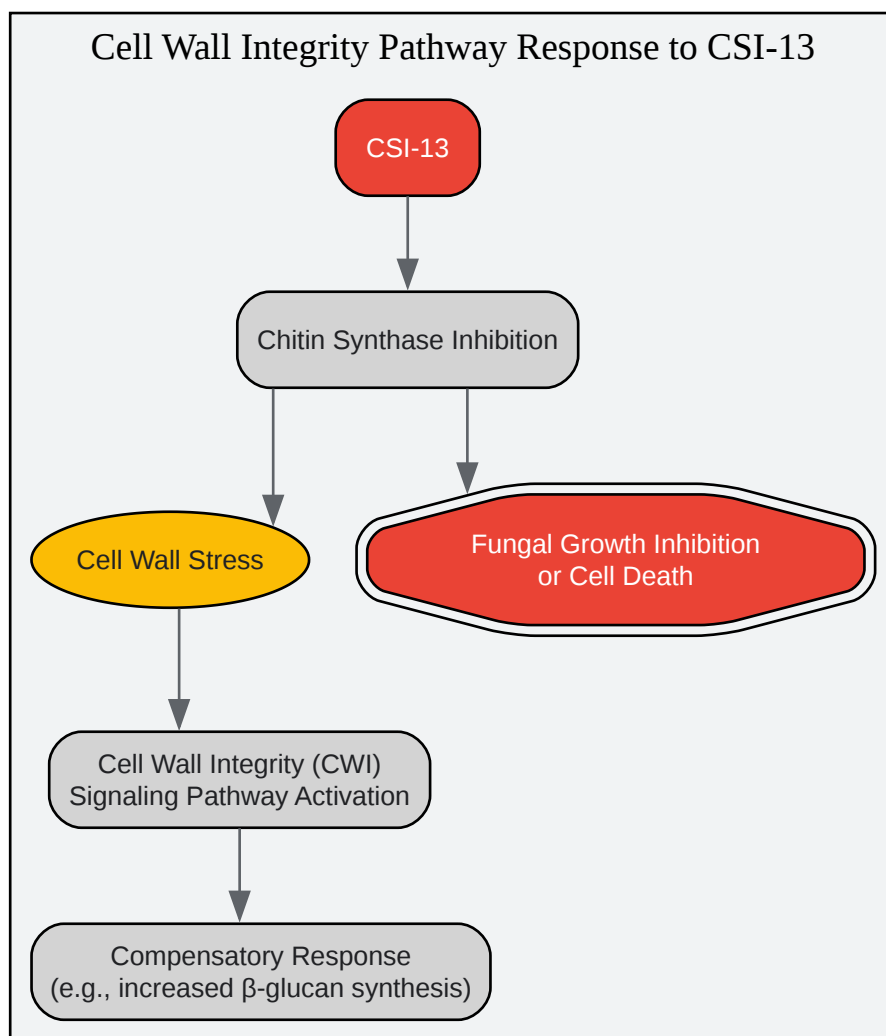 Cell Wall Integrity Pathway Response to CSI-13
CSI-13
Chitin Synthase Inhibition
Cell Wall Stress
Fungal Growth Inhibition
or Cell Death
Cell Wall Integrity (CWI)
Signaling Pathway Activation
Compensatory Response
(e.g., increased β-glucan synthesis)